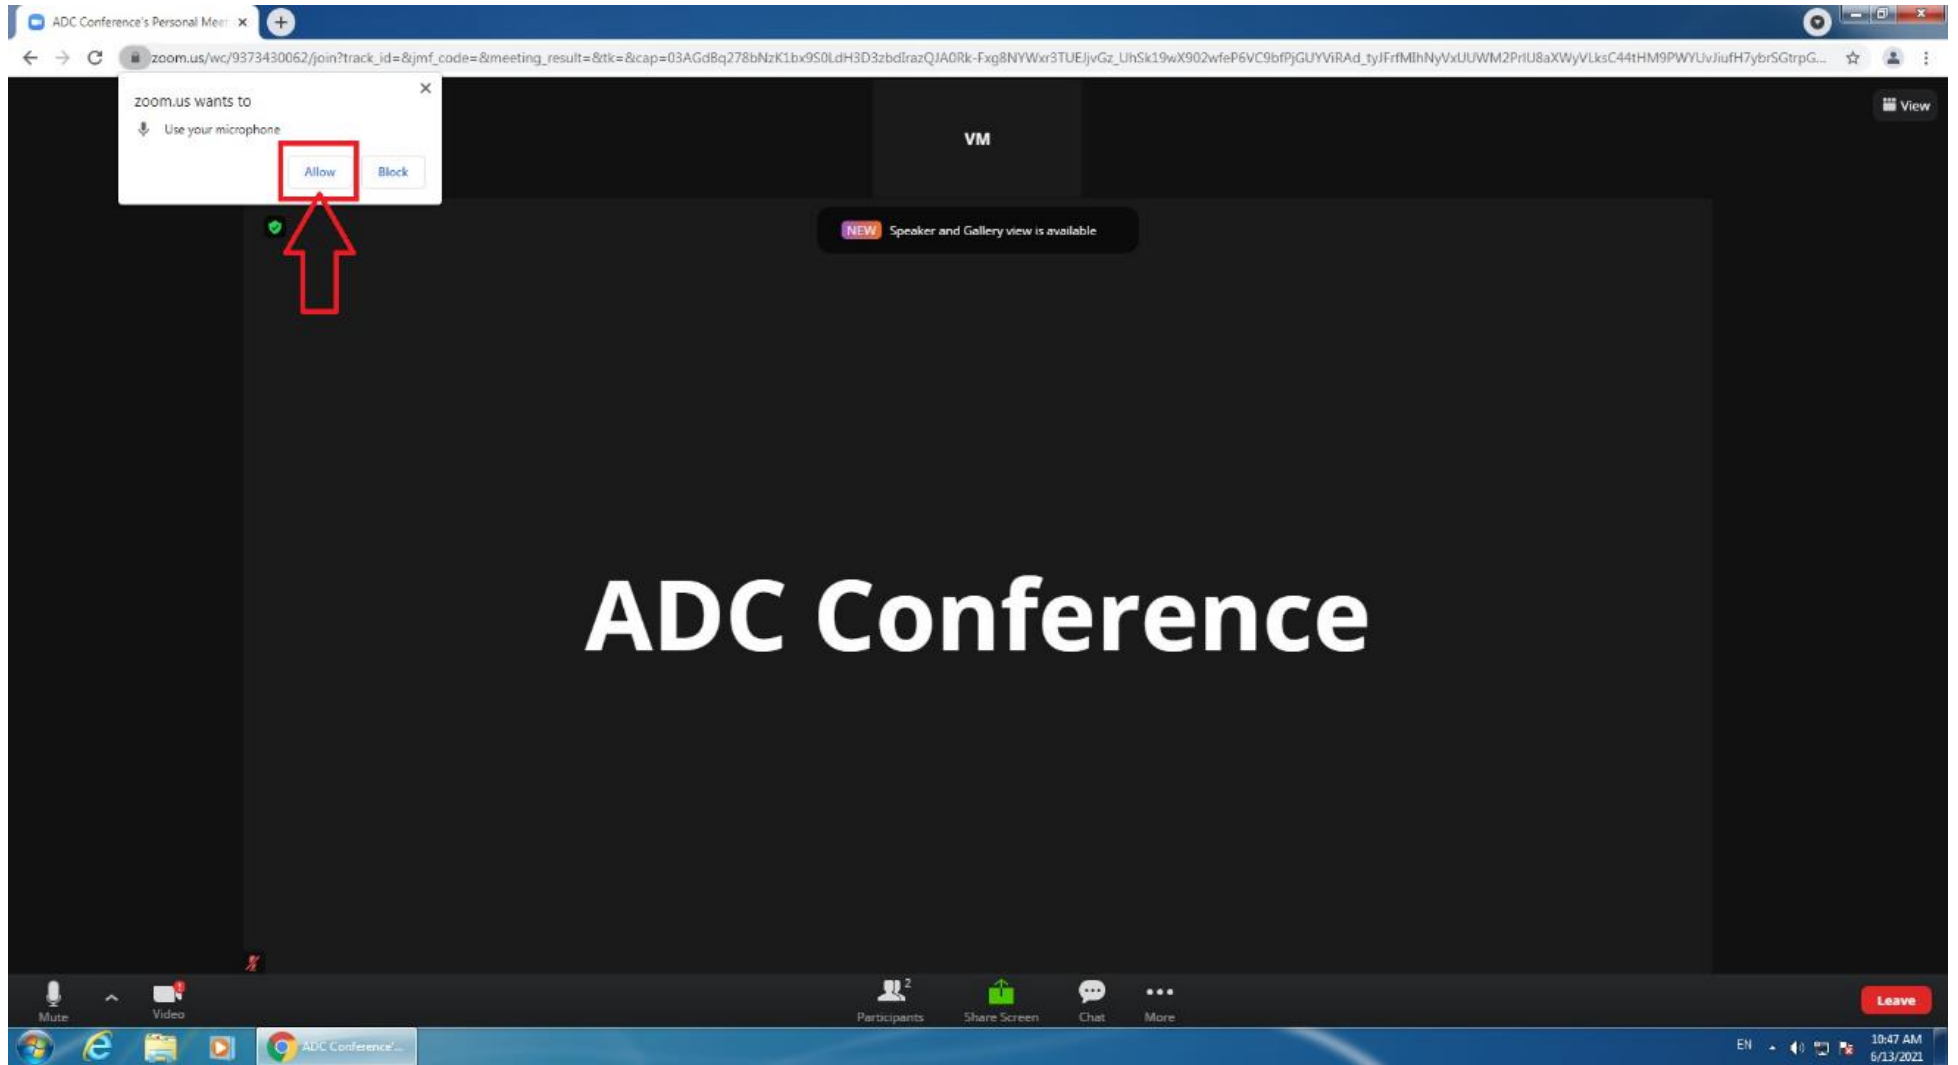 ADC Conference's Personal Mee
zoom.us/wc/9373430062/join?track_id=&jmf_code=&meeting_result=&tk=&cap=03AGdBq278bNzK1bx9S0LdH3D3zbdIrazQJA0Rk-Fxg8NYWxr3TUEJjvGz_UhSk19wX902wfeP6VC9bfPjGUYViRAd_tyJFrfMIhNyVxUUWM2PrIU8aXWyVLksC44tHM9PWYUvJiufH7ybrSGtrpG...
zoom.us wants to
Use your microphone
Allow Block
VM
View
NEW Speaker and Gallery view is available
ADC Conference
Mute Video Participants 2 Share Screen Chat More Leave
ADC Conference'...
EN 10:47 AM
6/13/2021